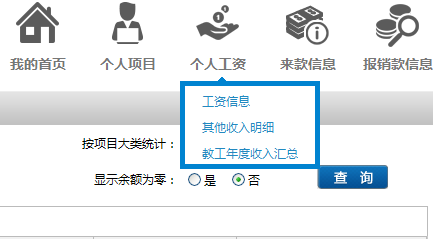 我的首页 个人项目 个人工资 来款信息 报销款信息
工资信息
其他收入明细
按项目大类统计：
教工年度收入汇总
显示余额为零： 是 否 查 询